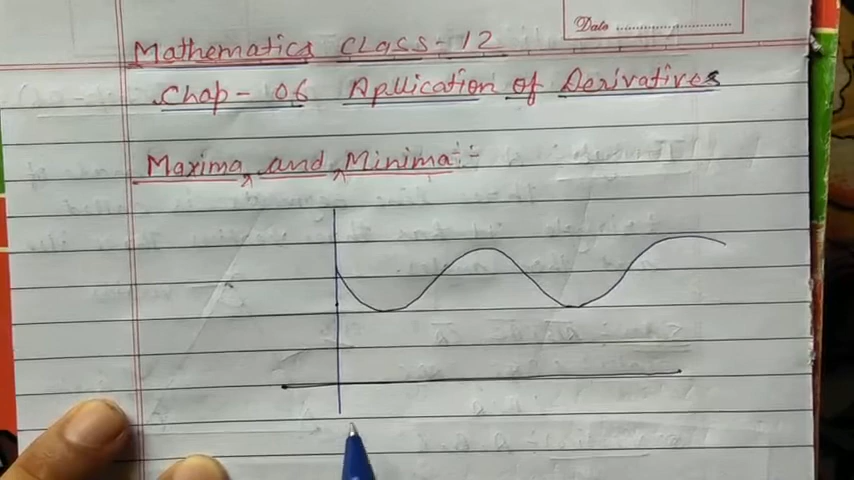 Date ..............................
Mathematics CLass - 12
Chap - 06 Application of Derivatives
Maxima and Minima :-